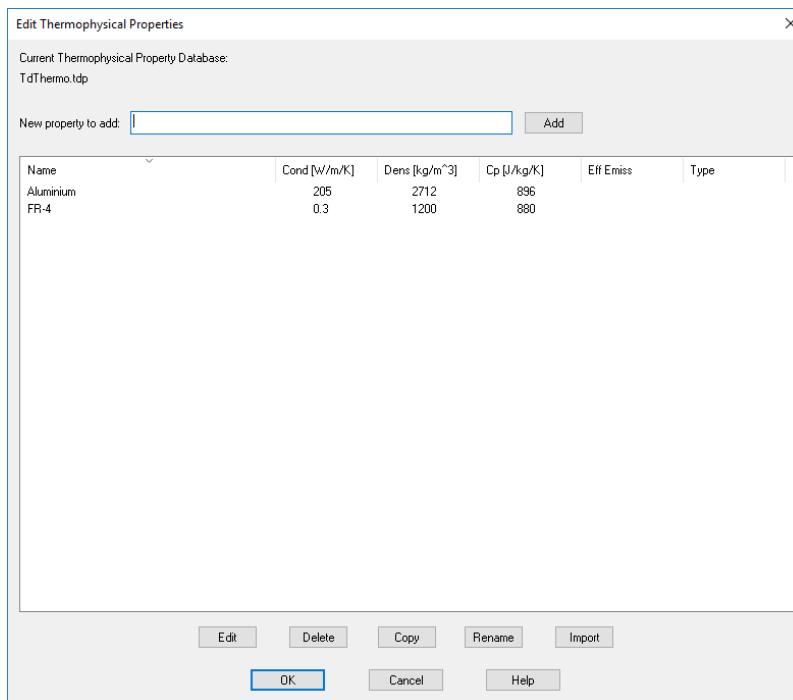 Edit Thermophysical Properties
Current Thermophysical Property Database:
TdThermo.tdp
New property to add: Add
Name Cond [W/m/K] Dens [kg/m^3] Cp [J/kg/K] Eff Emiss Type
Aluminium 205 2712 896
FR-4 0.3 1200 880
Edit Delete Copy Rename Import
OK Cancel Help